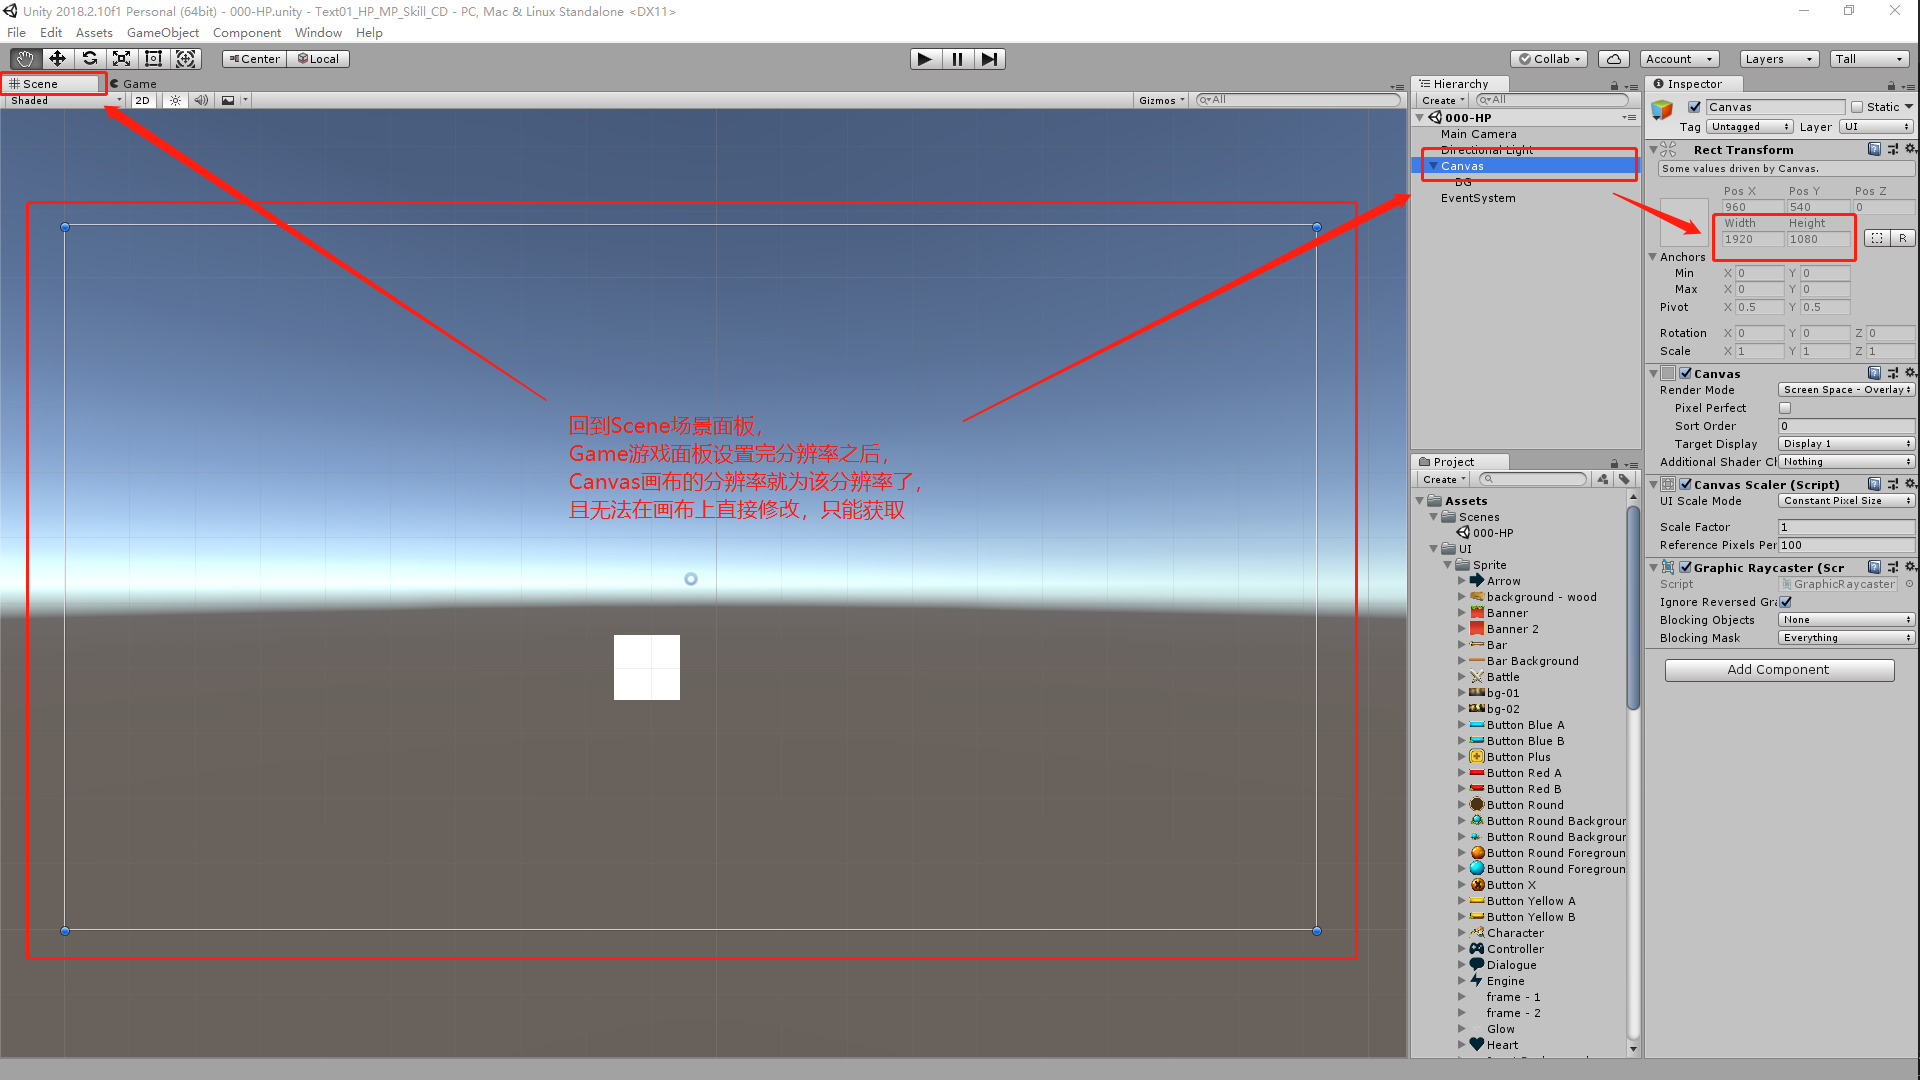 Unity 2018.2.10f1 Personal (64bit) - 000-HP.unity - Text01_HP_MP_Skill_CD - PC, Mac & Linux Standalone <DX11>
File Edit Assets GameObject Component Window Help
Center Local
Collab Account Layers Tall
Scene Game
Shaded 2D Gizmos All
回到Scene场景面板,
Game游戏面板设置完分辨率之后,
Canvas画布的分辨率就为该分辨率了,
且无法在画布上直接修改，只能获取
Hierarchy
Create All
000-HP
Main Camera
Directional Light
Canvas
BG
EventSystem
Project
Create
Assets
Scenes
000-HP
UI
Sprite
Arrow
background - wood
Banner
Banner 2
Bar
Bar Background
Battle
bg-01
bg-02
Button Blue A
Button Blue B
Button Plus
Button Red A
Button Red B
Button Round
Button Round Backgrour
Button Round Backgrour
Button Round Foregroun
Button Round Foregroun
Button X
Button Yellow A
Button Yellow B
Character
Controller
Dialogue
Engine
frame - 1
frame - 2
Glow
Heart
Inspector
Canvas Static
Tag Untagged Layer UI
Rect Transform
Some values driven by Canvas.
Pos X Pos Y Pos Z
960 540 0
Width Height
1920 1080
R
Anchors
Min X 0 Y 0
Max X 0 Y 0
Pivot X 0.5 Y 0.5
Rotation X 0 Y 0 Z 0
Scale X 1 Y 1 Z 1
Canvas
Render Mode Screen Space - Overlay
Pixel Perfect
Sort Order 0
Target Display Display 1
Additional Shader Cl Nothing
Canvas Scaler (Script)
UI Scale Mode Constant Pixel Size
Scale Factor 1
Reference Pixels Per 100
Graphic Raycaster (Scr
Script GraphicRaycaster
Ignore Reversed Gra
Blocking Objects None
Blocking Mask Everything
Add Component